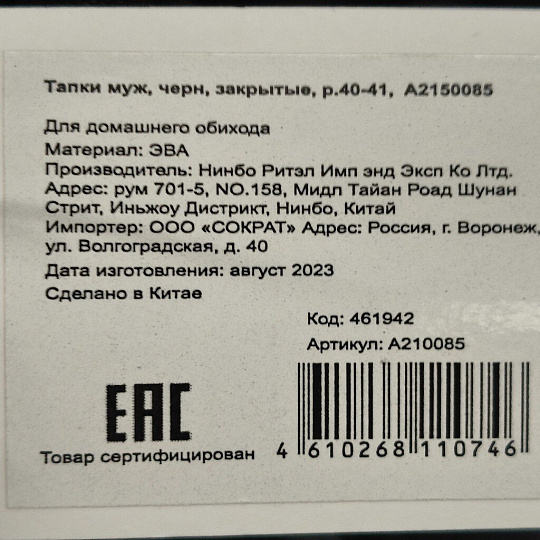 Тапки муж, черн, закрытые, р.40-41, А2150085
Для домашнего обихода
Материал: ЭВА
Производитель: Нинбо Ритэл Имп энд Эксп Ко Лтд.
Адрес: рум 701-5, NO.158, Мидл Тайан Роад Шунан
Стрит, Иньжоу Дистрикт, Нинбо, Китай
Импортер: ООО «СОКРАТ» Адрес: Россия, г. Воронеж,
ул. Волгоградская, д. 40
Дата изготовления: август 2023
Сделано в Китае
Код: 461942
Артикул: А210085
ЕАС
Товар сертифицирован
4 610268 110746